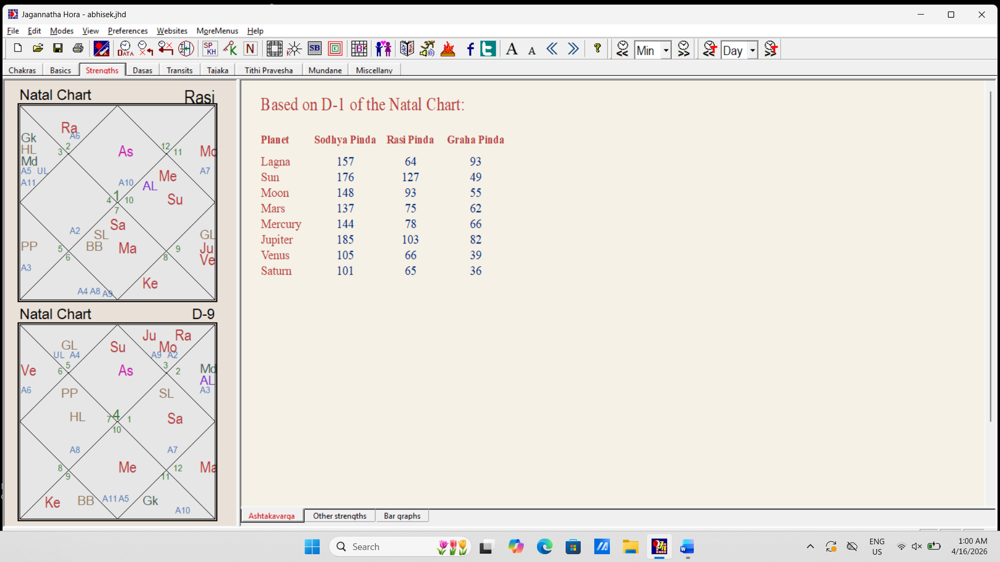 Jagannatha Hora - abhisek.jhd
File Edit Modes View Preferences Websites MoreMenus Help
DATA SP KH K N K SB K B f t A A ? Min Day
Chakras Basics Strengths Dasas Transits Tajaka Tithi Pravesha Mundane Miscellany
Natal Chart Rasi
Ra
A6
Gk
HL
Md
A5 UL
A11
2
3
As
A10
12
11
Mo
A7
Me
AL
Su
1
4 10
7
Sa
A2
SL
BB
Ma
PP
5
6
A3
GL
9
Ju
8
Ve
Ke
A4 A8 A9
Natal Chart D-9
GL
UL A4
Su
Ju Ra
Mo
A9 A2
5
6
Ve
As
3
2
Md
AL
A6
A3
PP
SL
HL
4
7 1
10
Sa
A8
A7
8
9
Me
12
11
Ma
Ke
BB
A11 A5
Gk
A10
Based on D-1 of the Natal Chart:
Planet Sodhya Pinda Rasi Pinda Graha Pinda
Lagna 157 64 93
Sun 176 127 49
Moon 148 93 55
Mars 137 75 62
Mercury 144 78 66
Jupiter 185 103 82
Venus 105 66 39
Saturn 101 65 36
Ashtakavarga Other strengths Bar graphs
Search
ENG
US
1:00 AM
4/16/2026